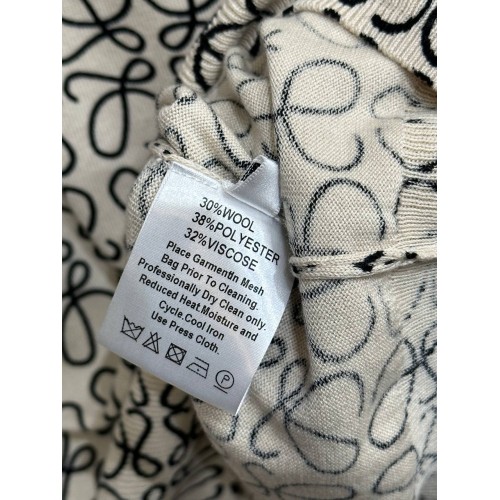 30%WOOL
38%POLYESTER
32%VISCOSE
Place Garmentin Mesh
Bag Prior To Cleaning.
Professionally Dry Clean only.
Reduced Heat.Moisture and
Cycle.Cool Iron
Use Press Cloth.
P